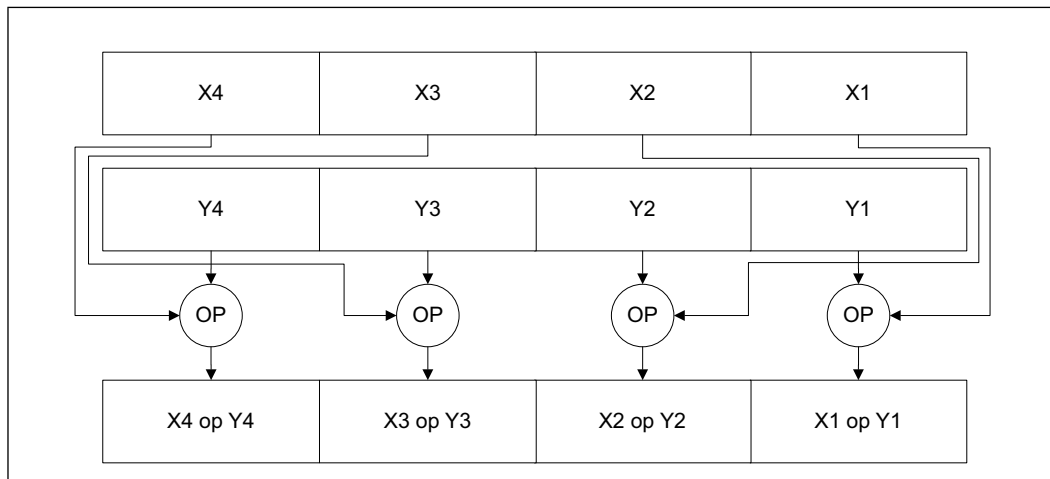 X4 X3 X2 X1
Y4 Y3 Y2 Y1
OP OP OP OP
X4 op Y4 X3 op Y3 X2 op Y2 X1 op Y1